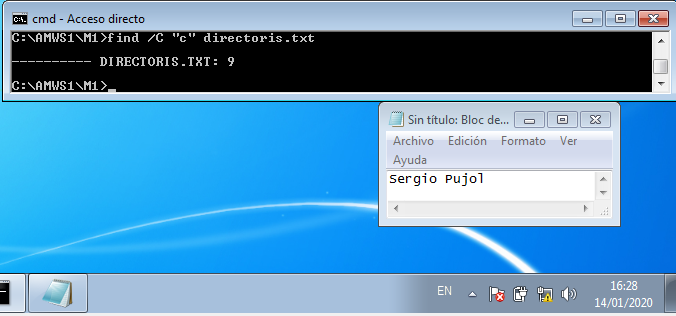 cmd - Acceso directo
C:\AMWS1\M1>find /C "c" directoris.txt
---------- DIRECTORIS.TXT: 9
C:\AMWS1\M1>_
Sin título: Bloc de...
Archivo Edición Formato Ver
Ayuda
Sergio Pujol
EN
16:28
14/01/2020